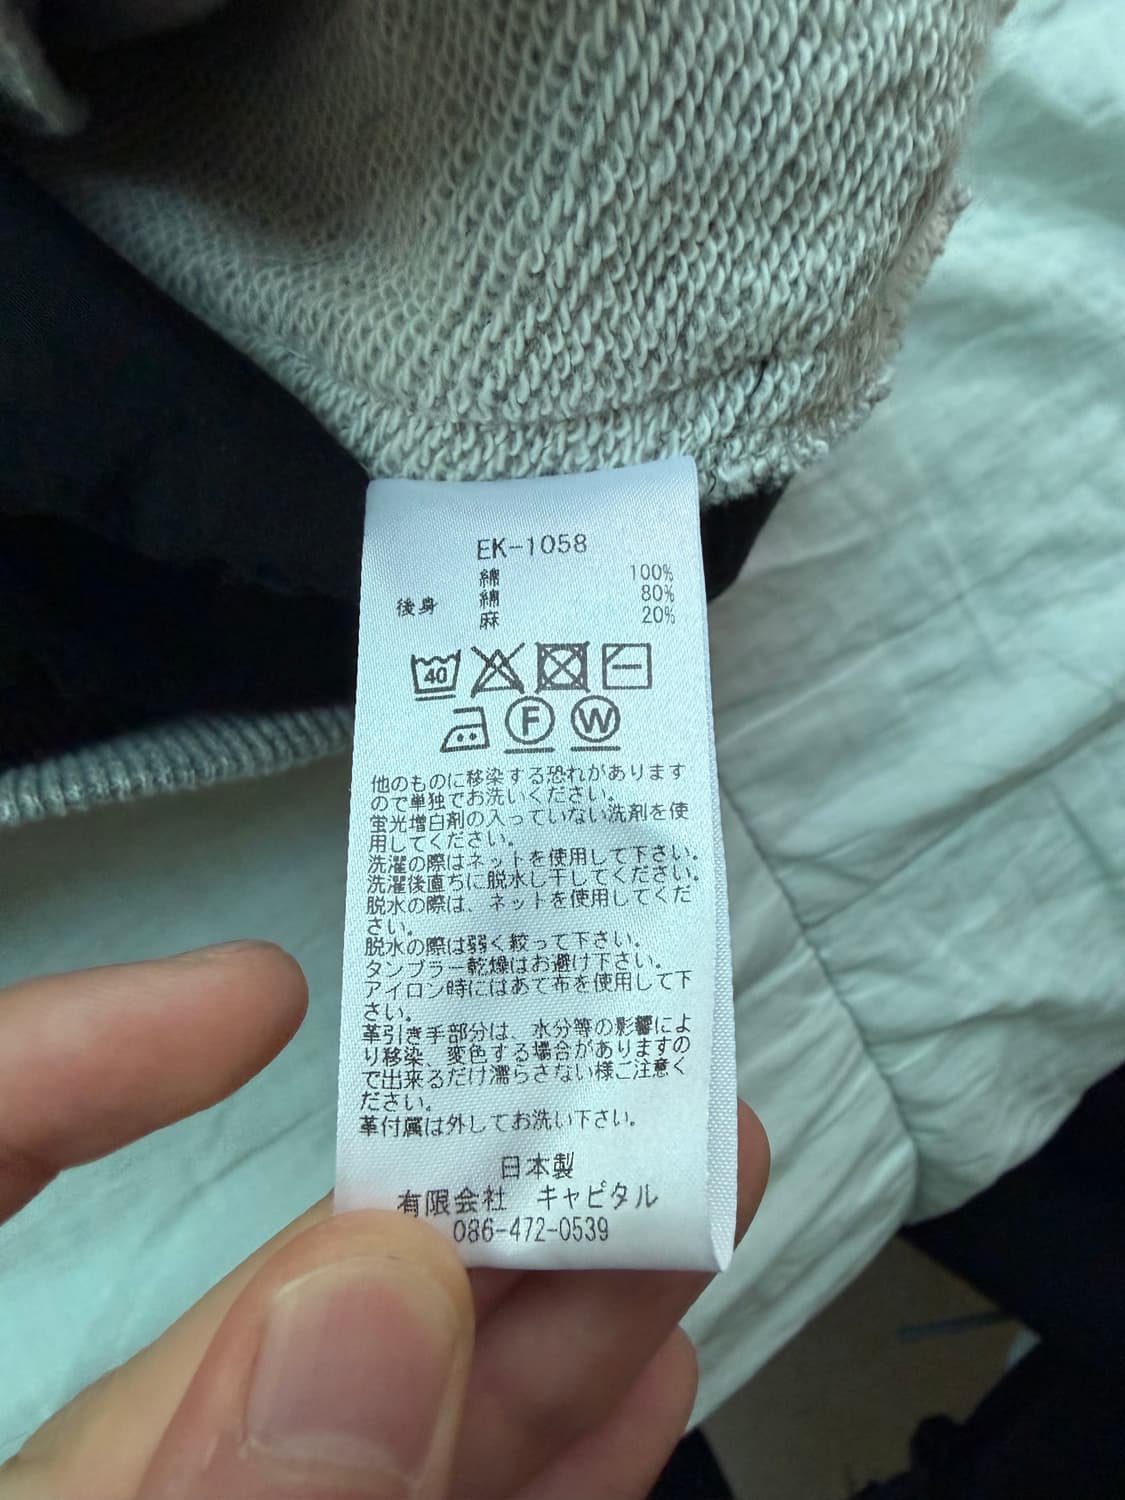 EK-1058
綿 100%
後身 綿 80%
麻 20%
40
F W
他のものに移染する恐れがあります
ので単独でお洗いください。
蛍光増白剤の入っていない洗剤を使
用してください。
洗濯の際はネットを使用して下さい。
洗濯後直ちに脱水し干してください。
脱水の際は、ネットを使用してくだ
さい。
脱水の際は弱く絞って下さい。
タンブラー乾燥はお避け下さい。
アイロン時にはあて布を使用して下
さい。
革引き手部分は、水分等の影響によ
り移染、変色する場合がありますの
で出来るだけ濡らさない様ご注意く
ださい。
革付属は外してお洗い下さい。
日本製
有限会社 キャピタル
086-472-0539